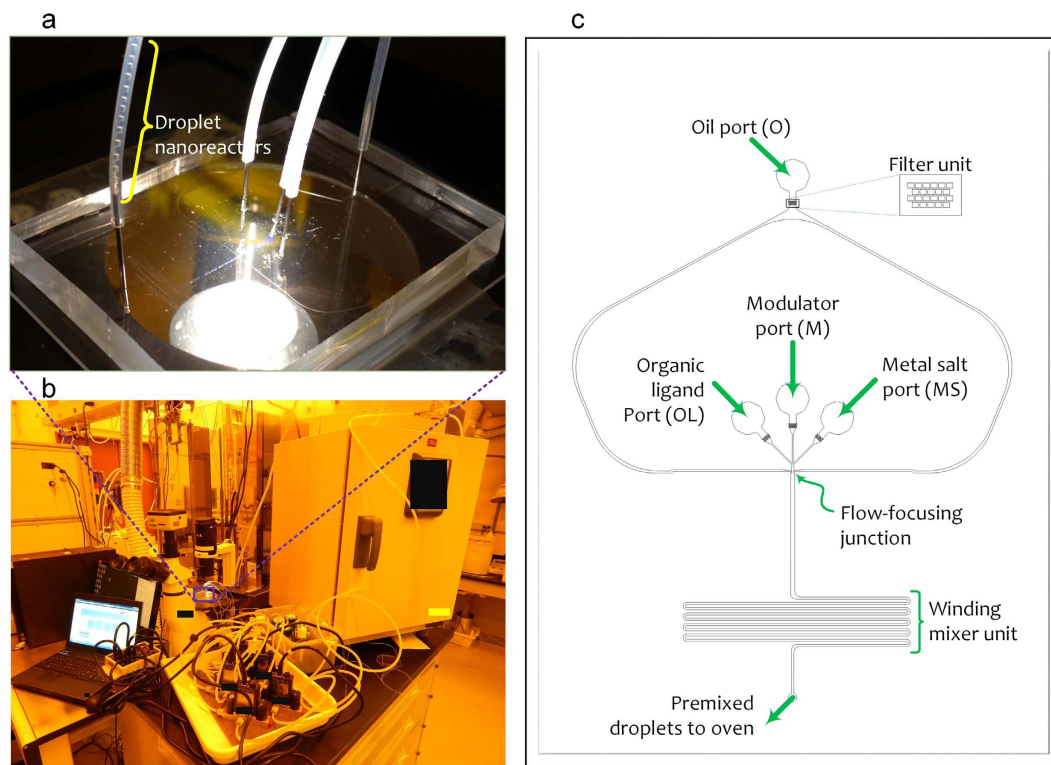 a
Droplet
nanoreactors
b
c
Oil port (O)
Filter unit
Modulator
port (M)
Organic
ligand
Port (OL)
Metal salt
port (MS)
Flow-focusing
junction
Winding
mixer unit
Premixed
droplets to oven